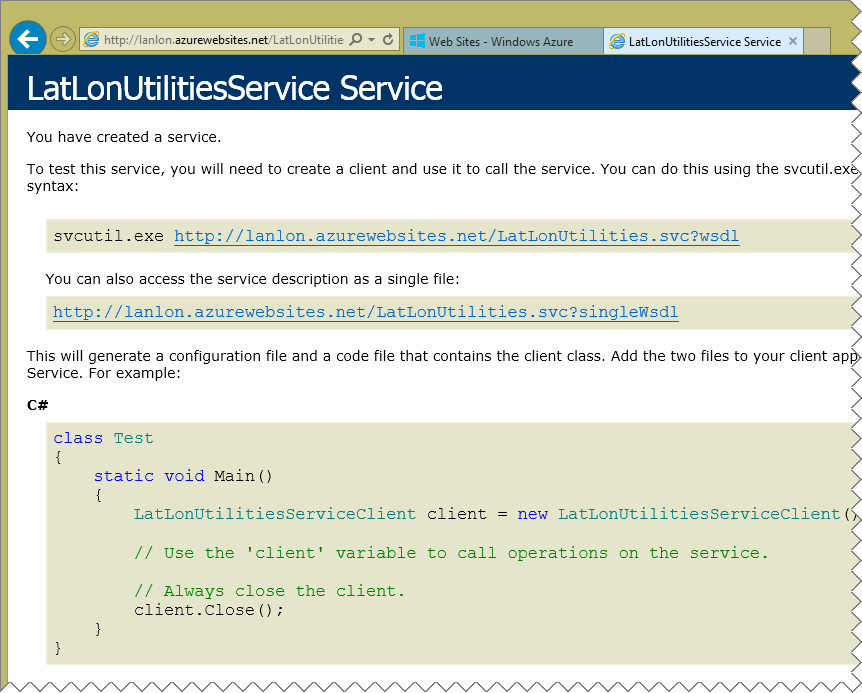 http://lanlon.azurewebsites.net/LatLonUtilitie
Web Sites - Windows Azure
LatLonUtilitiesService Service
LatLonUtilitiesService Service
You have created a service.
To test this service, you will need to create a client and use it to call the service. You can do this using the svcutil.exe
syntax:
svcutil.exe http://lanlon.azurewebsites.net/LatLonUtilities.svc?wsdl
You can also access the service description as a single file:
http://lanlon.azurewebsites.net/LatLonUtilities.svc?singleWsdl
This will generate a configuration file and a code file that contains the client class. Add the two files to your client app
Service. For example:
C#
class Test
{
    static void Main()
    {
        LatLonUtilitiesServiceClient client = new LatLonUtilitiesServiceClient()
        // Use the 'client' variable to call operations on the service.
        // Always close the client.
        client.Close();
    }
}